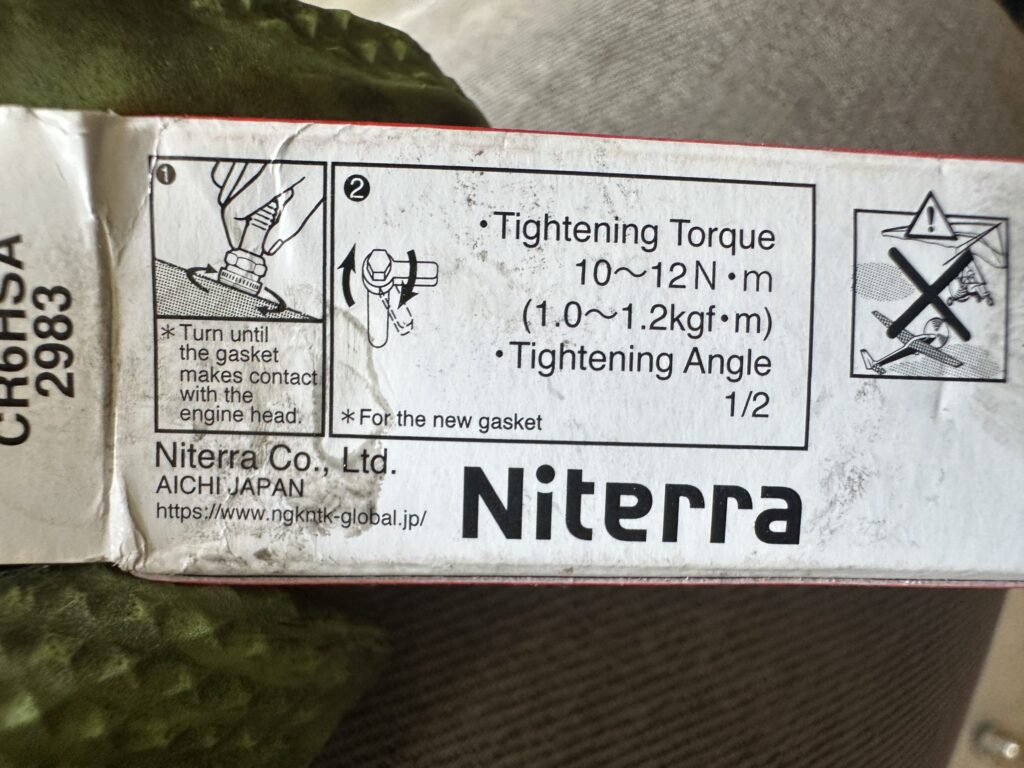 CR6HSA
2983
1
* Turn until
the gasket
makes contact
with the
engine head.
2
・Tightening Torque
10～12N・m
(1.0～1.2kgf・m)
・Tightening Angle
1/2
* For the new gasket
Niterra Co., Ltd.
AICHI JAPAN
https://www.ngkntk-global.jp/
Niterra